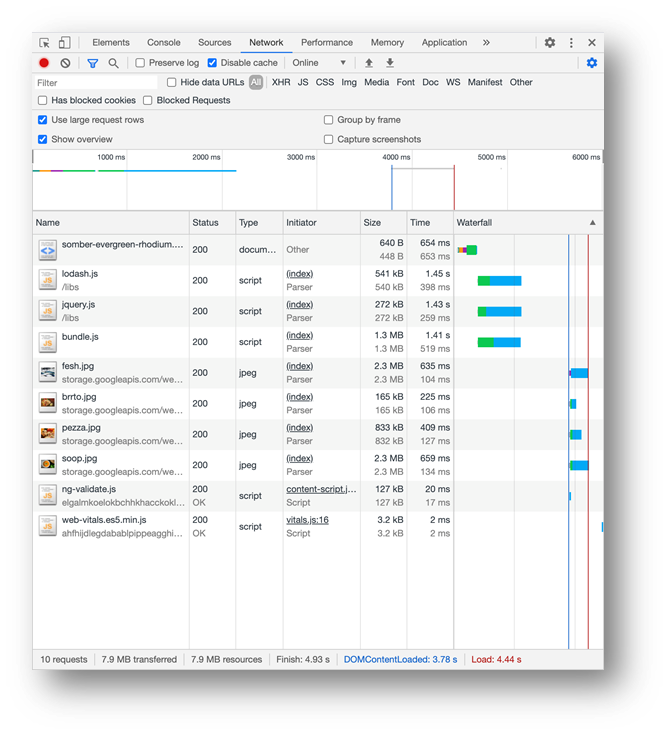 Elements Console Sources Network Performance Memory Application »
Preserve log Disable cache Online
Filter Hide data URLs All XHR JS CSS Img Media Font Doc WS Manifest Other
Has blocked cookies Blocked Requests
Use large request rows Group by frame
Show overview Capture screenshots
1000 ms 2000 ms 3000 ms 4000 ms 5000 ms 6000 ms
Name Status Type Initiator Size Time Waterfall
somber-evergreen-rhodium.... 200 docum... Other 640 B 654 ms
448 B 653 ms
lodash.js 200 script (index) 541 kB 1.45 s
/libs Parser 540 kB 398 ms
jquery.js 200 script (index) 272 kB 1.43 s
/libs Parser 272 kB 259 ms
bundle.js 200 script (index) 1.3 MB 1.41 s
Parser 1.3 MB 519 ms
fesh.jpg 200 jpeg (index) 2.3 MB 635 ms
storage.googleapis.com/we... Parser 2.3 MB 104 ms
brrto.jpg 200 jpeg (index) 165 kB 225 ms
storage.googleapis.com/we... Parser 165 kB 106 ms
pezza.jpg 200 jpeg (index) 833 kB 409 ms
storage.googleapis.com/we... Parser 832 kB 127 ms
soop.jpg 200 jpeg (index) 2.3 MB 659 ms
storage.googleapis.com/we... Parser 2.3 MB 134 ms
ng-validate.js 200 script content-script.j... 127 kB 20 ms
elgalmkoelokbchhkhacckokl... OK Script 127 kB 17 ms
web-vitals.es5.min.js 200 script vitals.js:16 3.2 kB 2 ms
ahfhijdlegdabablpippeagghi... OK Script 3.2 kB 2 ms
10 requests 7.9 MB transferred 7.9 MB resources Finish: 4.93 s DOMContentLoaded: 3.78 s Load: 4.44 s